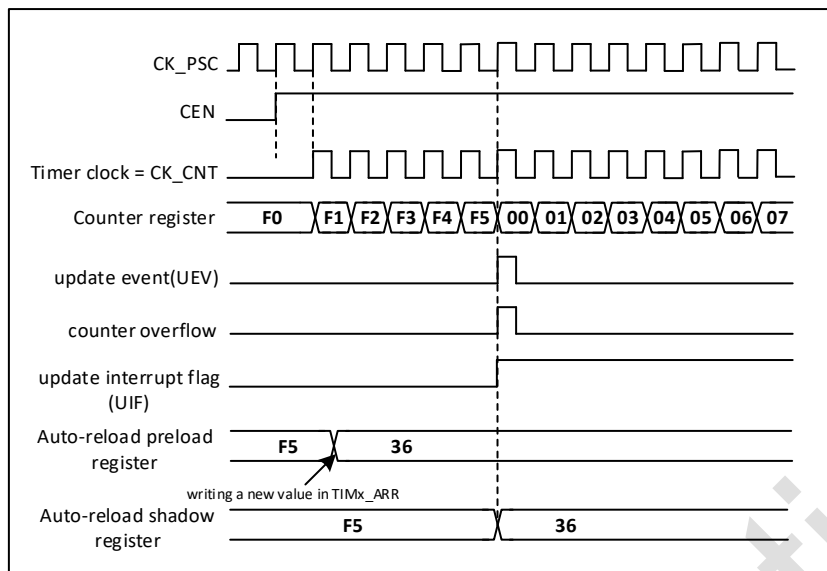 CK_PSC
CEN
Timer clock = CK_CNT
Counter register
F0 F1 F2 F3 F4 F5 00 01 02 03 04 05 06 07
update event(UEV)
counter overflow
update interrupt flag
(UIF)
Auto-reload preload
register
F5 36
writing a new value in TIMx_ARR
Auto-reload shadow
register
F5 36